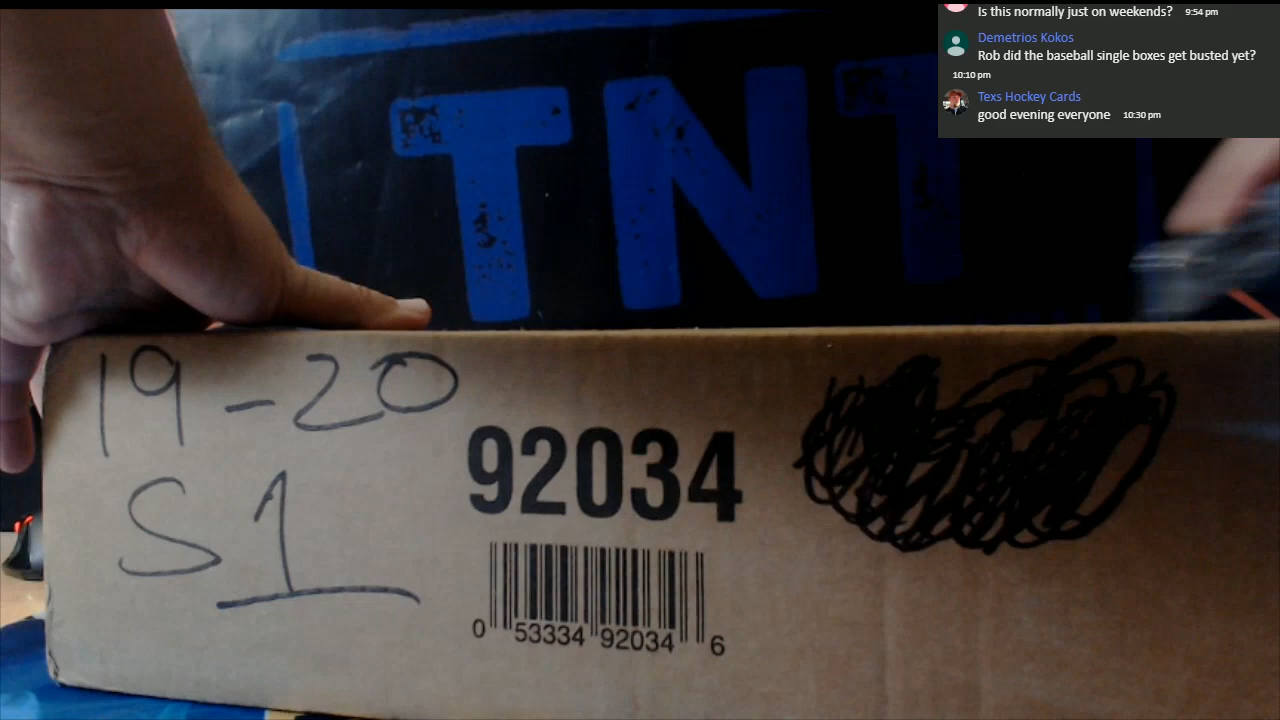 Is this normally just on weekends? 9:54 pm
Demetrios Kokos
Rob did the baseball single boxes get busted yet?
10:10 pm
Texs Hockey Cards
good evening everyone 10:30 pm
TNT
19-20
S1
92034
0 53334 92034 6